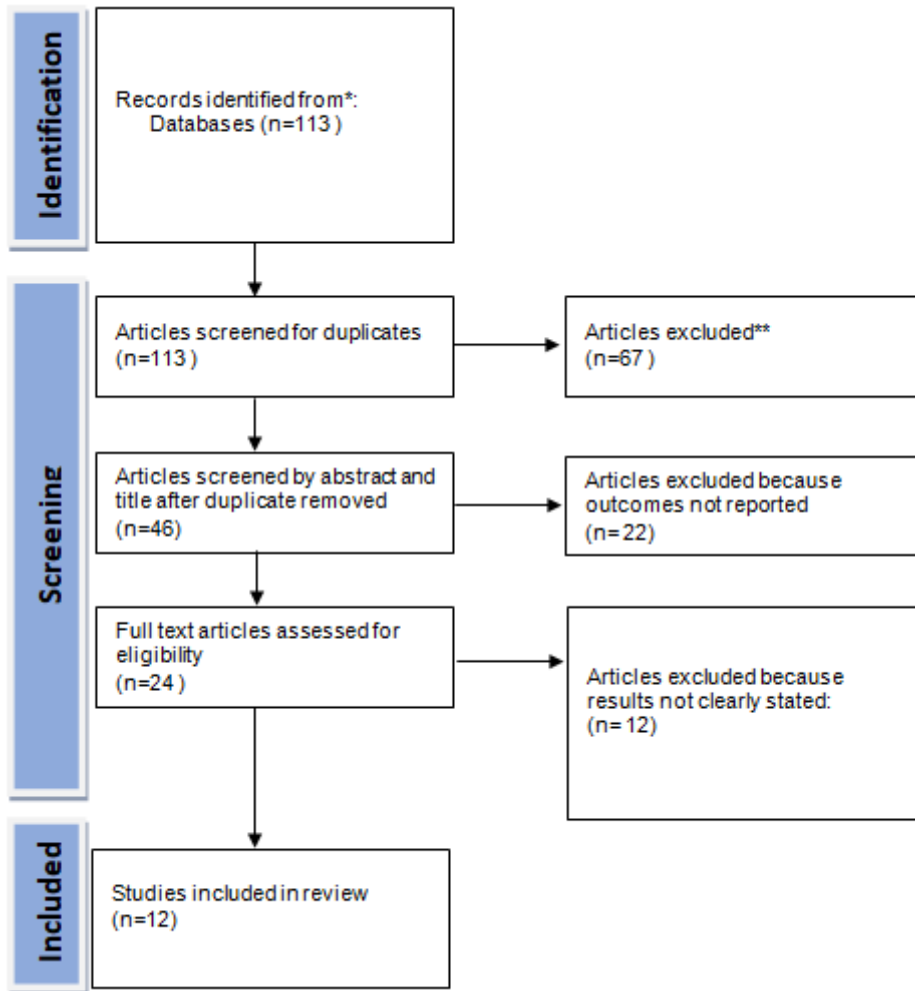 Identification
Records identified from*:
Databases (n=113 )
Screening
Articles screened for duplicates
(n=113 )
Articles excluded**
(n=67 )
Articles screened by abstract and
title after duplicate removed
(n=46)
Articles excluded because
outcomes not reported
(n= 22)
Full text articles assessed for
eligibility
(n=24 )
Articles excluded because
results not clearly stated:
(n= 12)
Included
Studies included in review
(n=12)